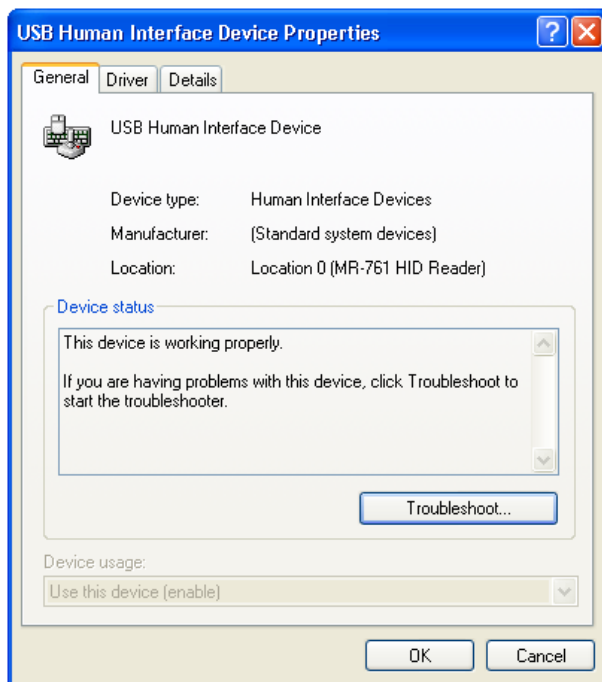 USB Human Interface Device Properties
General Driver Details
USB Human Interface Device
Device type: Human Interface Devices
Manufacturer: (Standard system devices)
Location: Location 0 (MR-761 HID Reader)
Device status
This device is working properly.
If you are having problems with this device, click Troubleshoot to
start the troubleshooter.
Troubleshoot...
Device usage:
Use this device (enable)
OK Cancel